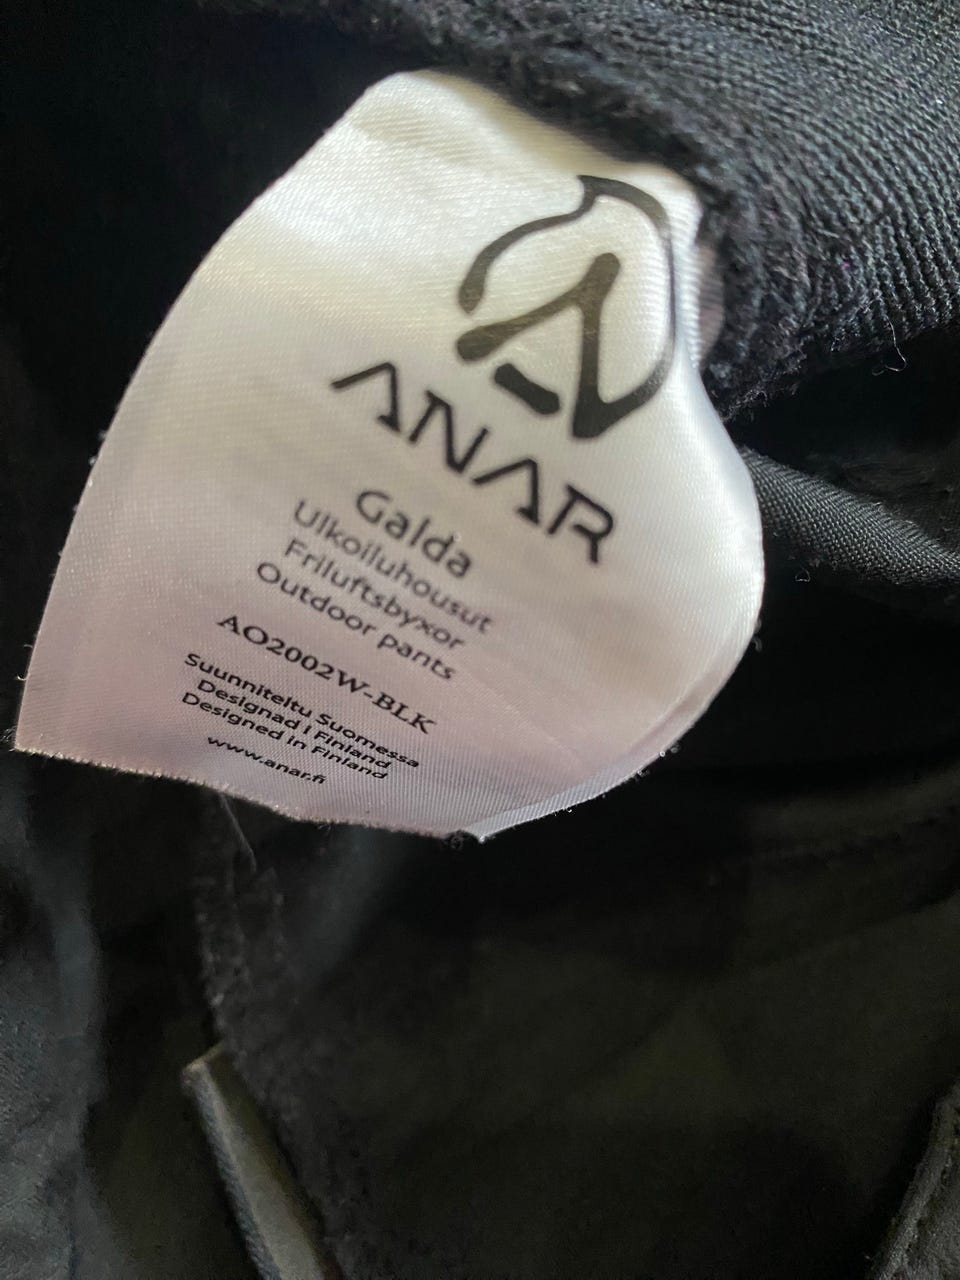 ANAR
Galda
Ulkoiluhousut
Friluftsbyxor
Outdoor pants
AO2002W-BLK
Suunniteltu Suomessa
Designad i Finland
Designed in Finland
www.anar.fi